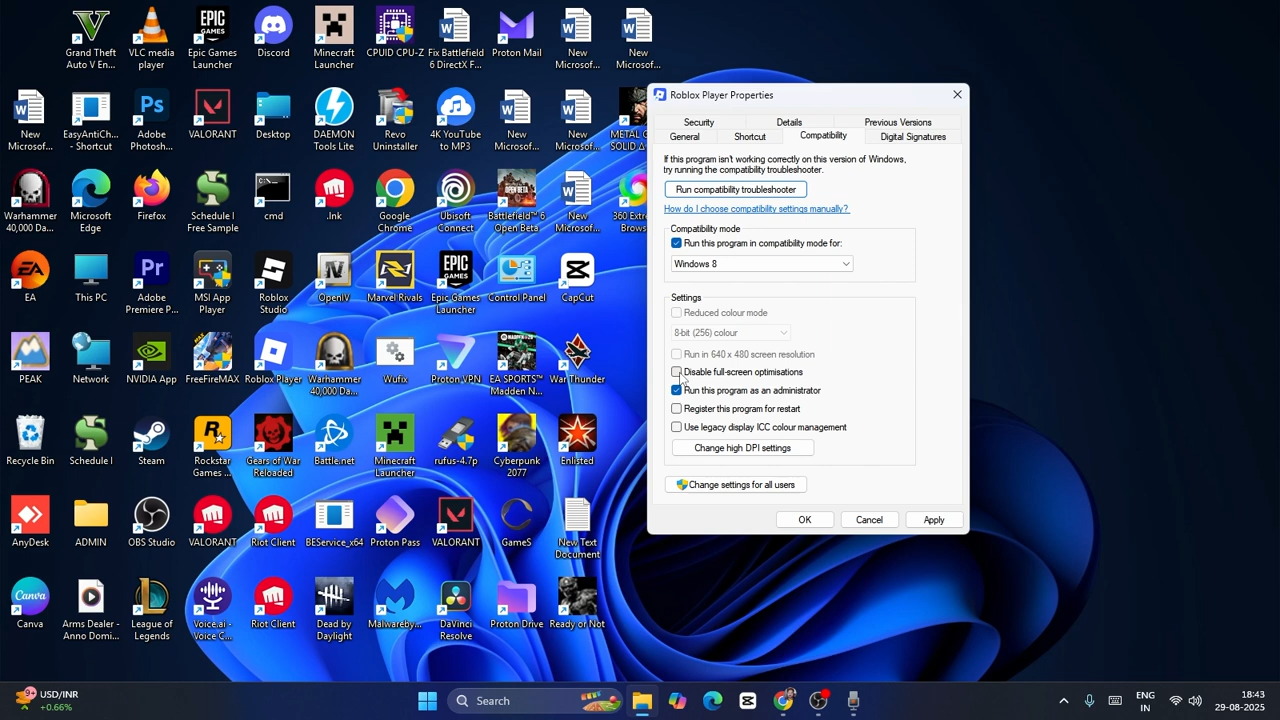 Grand Theft Auto V En...
VLC media player
Epic Games Launcher
Discord
Minecraft Launcher
CPUID CPU-Z
Fix Battlefield 6 DirectX F...
Proton Mail
New Microsof...
New Microsof...
New Microsof...
EasyAntiCh... - Shortcut
Adobe Photosh...
VALORANT
Desktop
DAEMON Tools Lite
Revo Uninstaller
4K YouTube to MP3
New Microsof...
New Microsof...
METAL G
SOLID Δ
Warhammer 40,000 Da...
Microsoft Edge
Firefox
Schedule I Free Sample
cmd
.lnk
Google Chrome
Ubisoft Connect
Battlefield™ 6 Open Beta
New Microsof...
360 Extre
Brows
EA
This PC
Adobe Premiere P...
MSI App Player
Roblox Studio
OpenIV
Marvel Rivals
Epic Games Launcher
Control Panel
CapCut
PEAK
Network
NVIDIA App
FreeFireMAX
Roblox Player
Warhammer 40,000 Da...
Wufix
Proton VPN
EA SPORTS™ Madden N...
War Thunder
Recycle Bin
Schedule I
Steam
Rockstar Games ...
Gears of War Reloaded
Battle.net
Minecraft Launcher
rufus-4.7p
Cyberpunk 2077
Enlisted
AnyDesk
ADMIN
OBS Studio
VALORANT
Riot Client
BEService_x64
Proton Pass
VALORANT
GameS
New Text Document
Canva
Arms Dealer - Anno Domi...
League of Legends
Voice.ai - Voice C...
Riot Client
Dead by Daylight
Malwareby...
DaVinci Resolve
Proton Drive
Ready or Not
Roblox Player Properties
Security
Details
Previous Versions
General
Shortcut
Compatibility
Digital Signatures
If this program isn't working correctly on this version of Windows,
try running the compatibility troubleshooter.
Run compatibility troubleshooter
How do I choose compatibility settings manually?
Compatibility mode
Run this program in compatibility mode for:
Windows 8
Settings
Reduced colour mode
8-bit (256) colour
Run in 640 x 480 screen resolution
Disable full-screen optimisations
Run this program as an administrator
Register this program for restart
Use legacy display ICC colour management
Change high DPI settings
Change settings for all users
OK
Cancel
Apply
9+
USD/INR
+0.66%
Search
ENG
IN
18:43
29-08-2025